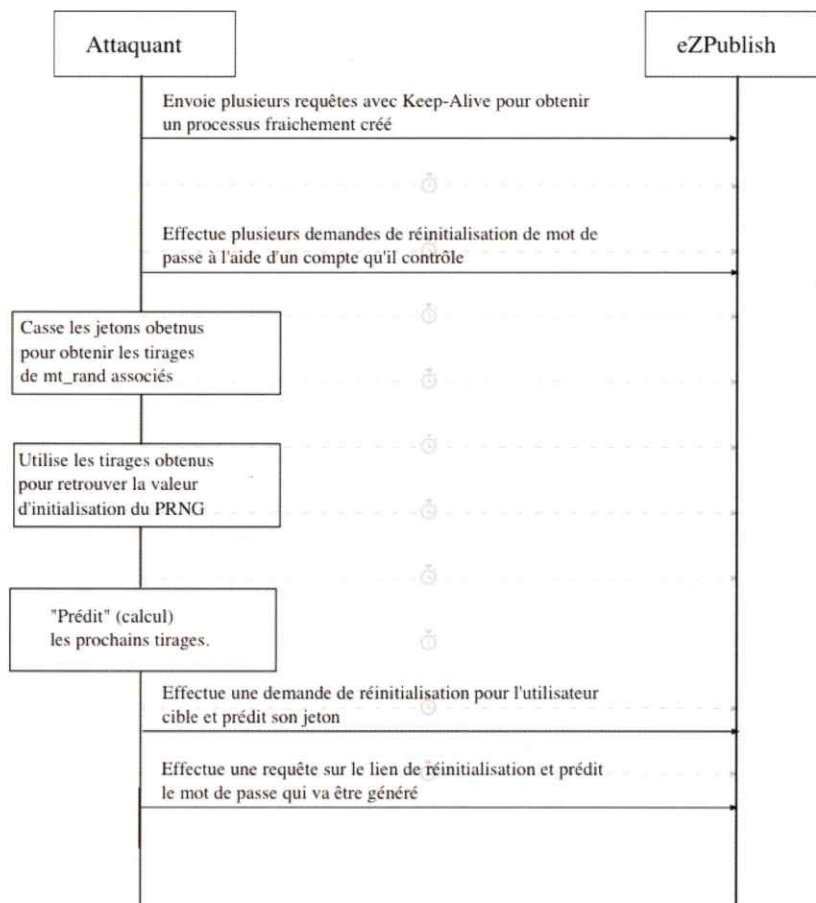 Attaquant
eZPublish
Envoie plusieurs requêtes avec Keep-Alive pour obtenir
un processus fraichement créé
Effectue plusieurs demandes de réinitialisation de mot de
passe à l'aide d'un compte qu'il contrôle
Casse les jetons obetnus
pour obtenir les tirages
de mt_rand associés
Utilise les tirages obtenus
pour retrouver la valeur
d'initialisation du PRNG
"Prédit" (calcul)
les prochains tirages.
Effectue une demande de réinitialisation pour l'utilisateur
cible et prédit son jeton
Effectue une requête sur le lien de réinitialisation et prédit
le mot de passe qui va être généré